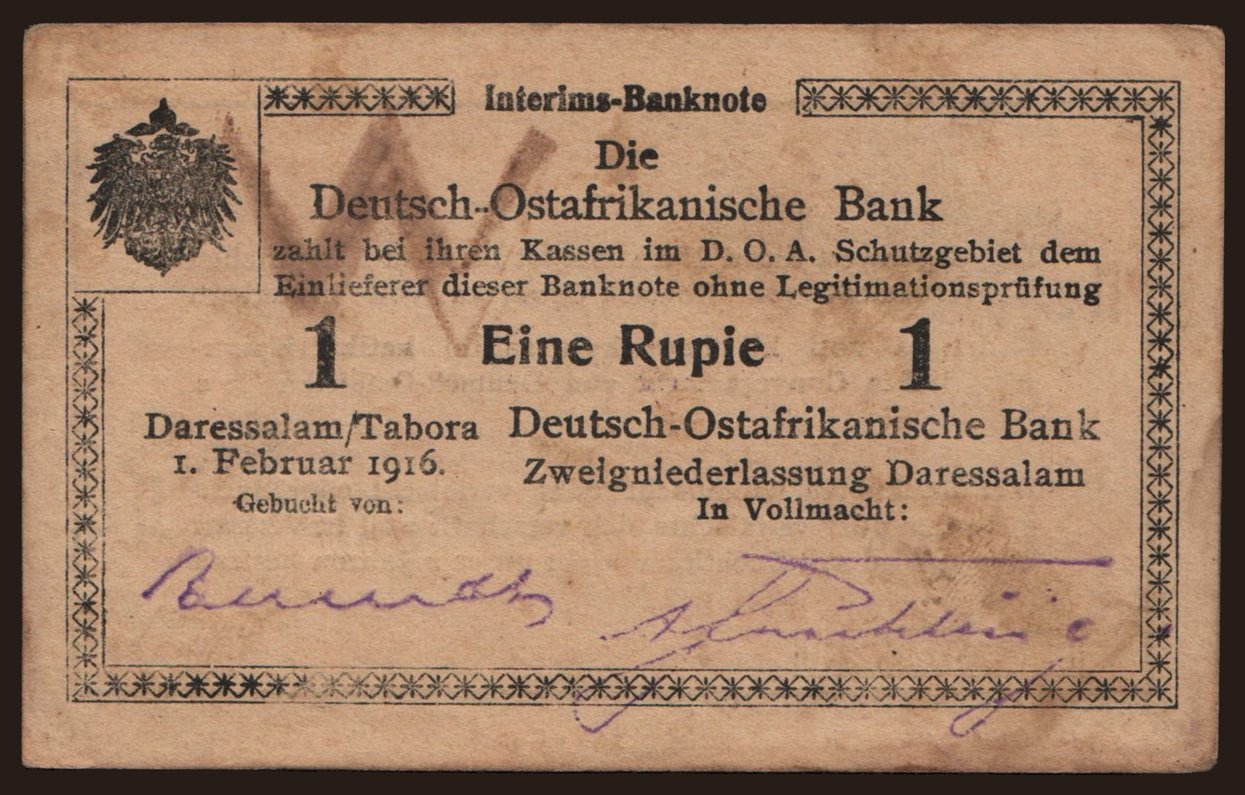 Interims-Banknote
Die
Deutsch-Ostafrikanische Bank
zahlt bei ihren Kassen im D. O. A. Schutzgebiet dem
Einlieferer dieser Banknote ohne Legitimationsprüfung
1 Eine Rupie 1
Daressalam/Tabora
1. Februar 1916.
Gebucht von:
Deutsch-Ostafrikanische Bank
Zweigniederlassung Daressalam
In Vollmacht: